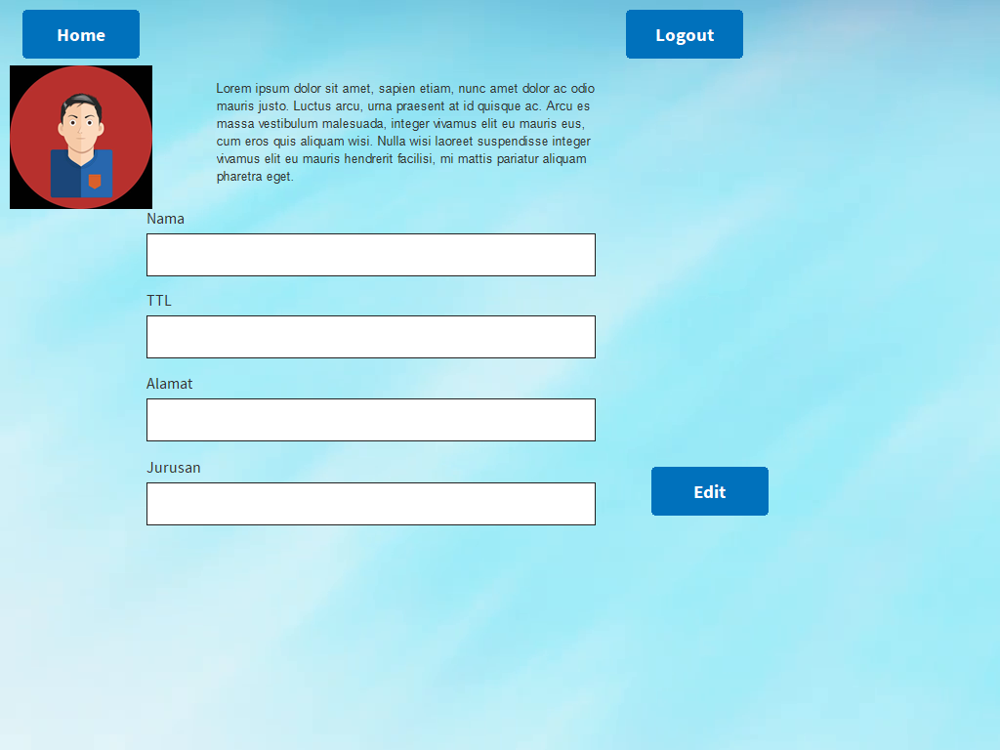 Home
Logout
Lorem ipsum dolor sit amet, sapien etiam, nunc amet dolor ac odio
mauris justo. Luctus arcu, urna praesent at id quisque ac. Arcu es
massa vestibulum malesuada, integer vivamus elit eu mauris eus,
cum eros quis aliquam wisi. Nulla wisi laoreet suspendisse integer
vivamus elit eu mauris hendrerit facilisi, mi mattis pariatur aliquam
pharetra eget.
Nama
TTL
Alamat
Jurusan
Edit